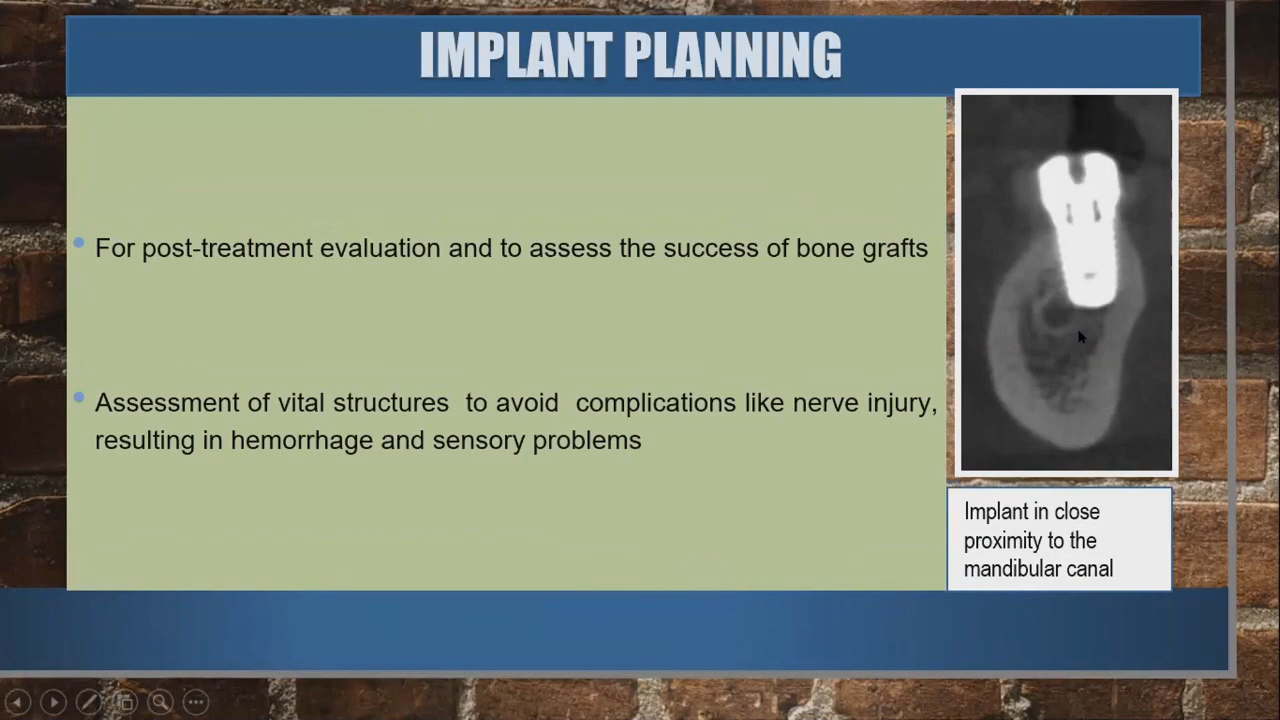 IMPLANT PLANNING
For post-treatment evaluation and to assess the success of bone grafts
Assessment of vital structures to avoid complications like nerve injury,
resulting in hemorrhage and sensory problems
Implant in close
proximity to the
mandibular canal